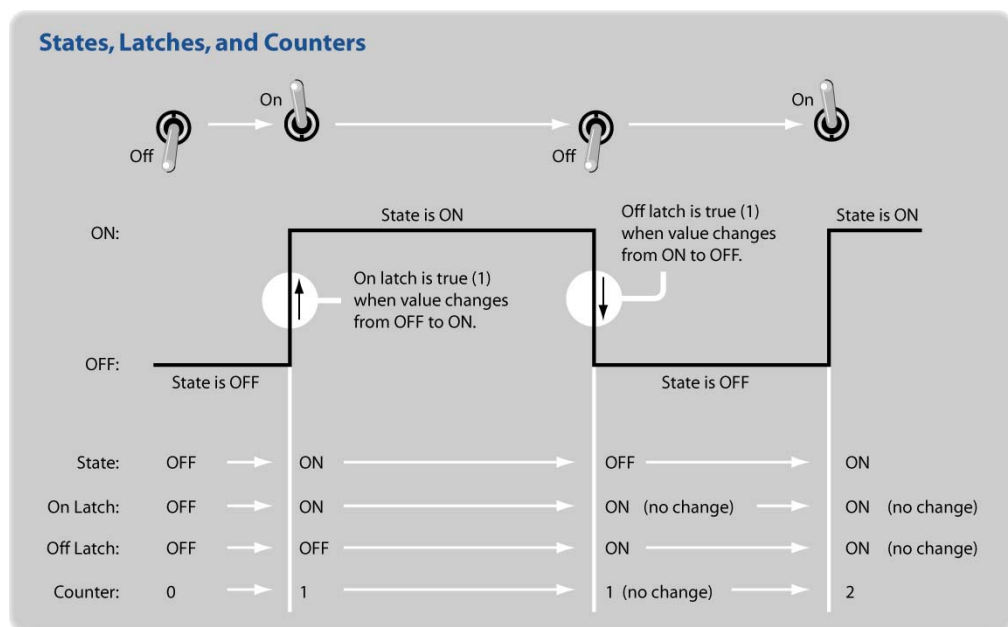 States, Latches, and Counters
On
On
Off
Off
State is ON
Off latch is true (1)
when value changes
from ON to OFF.
State is ON
ON:
On latch is true (1)
when value changes
from OFF to ON.
OFF:
State is OFF
State is OFF
State: OFF ON OFF ON
On Latch: OFF ON ON (no change) ON (no change)
Off Latch: OFF OFF ON ON (no change)
Counter: 0 1 1 (no change) 2